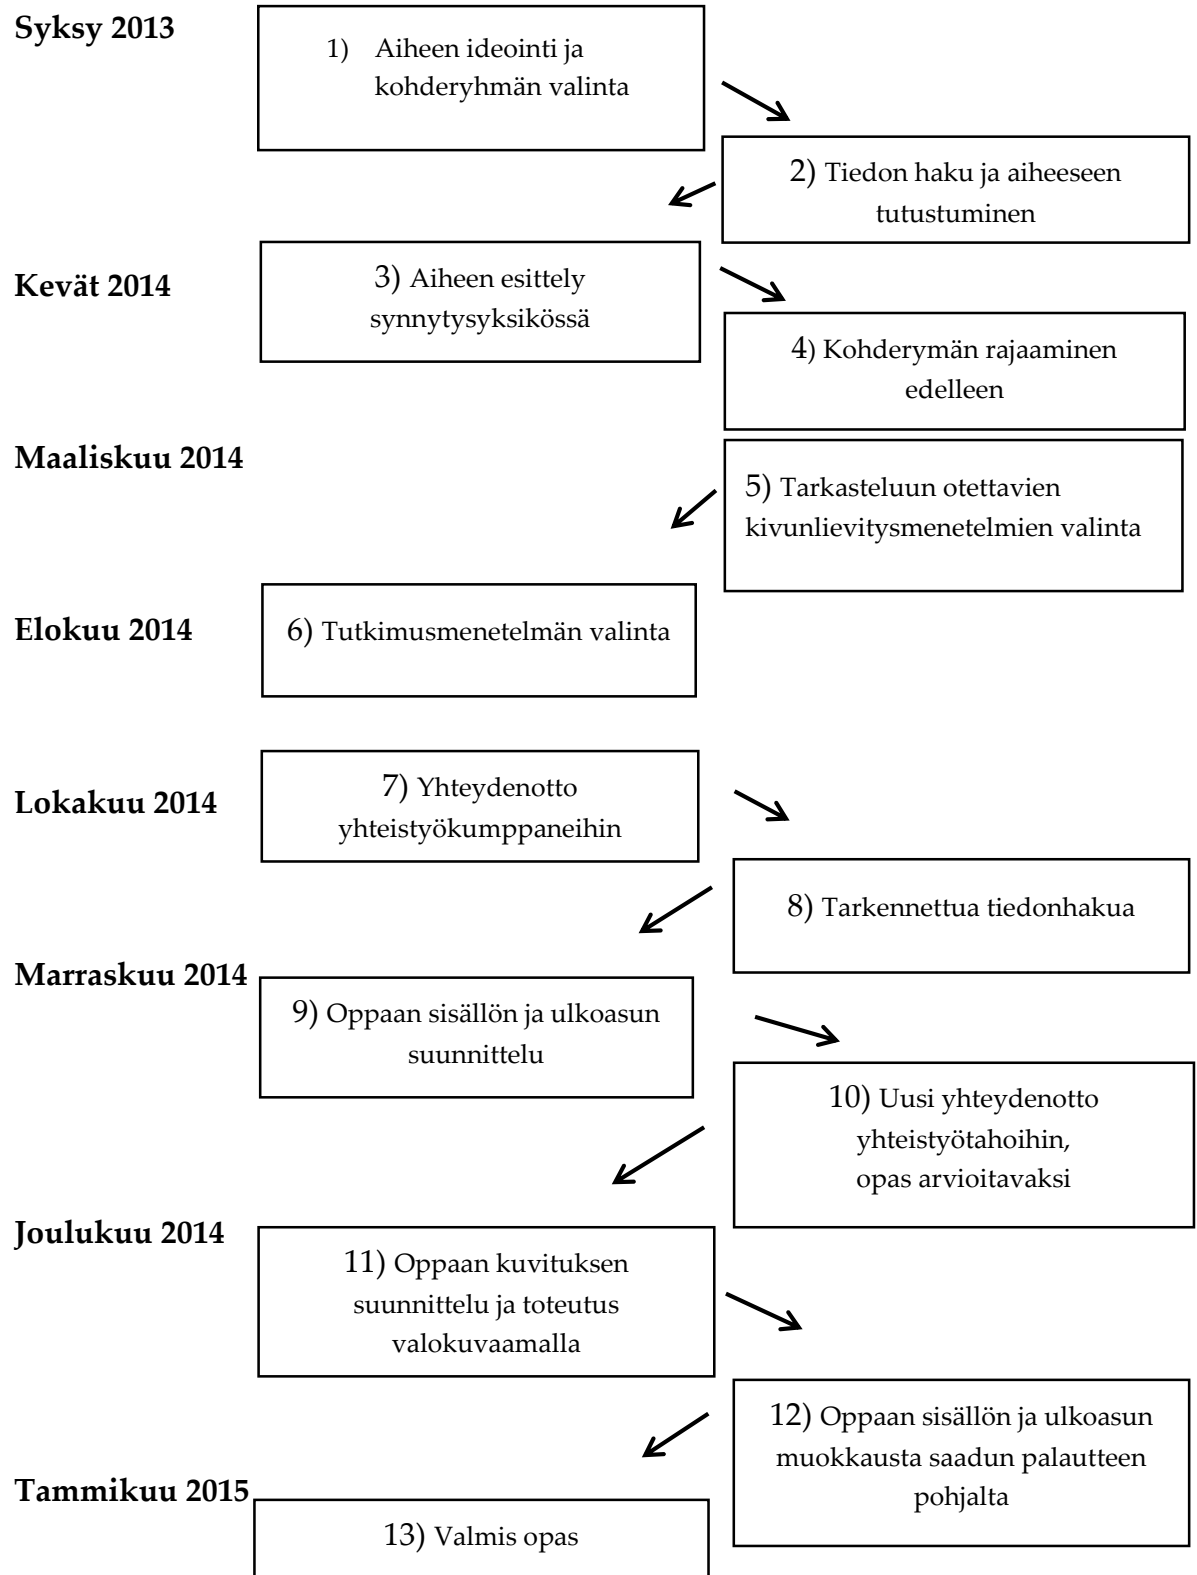 Syksy 2013
1) Aiheen ideointi ja
kohderyhmän valinta
2) Tiedon haku ja aiheeseen
tutustuminen
Kevät 2014
3) Aiheen esittely
synnytysyksikössä
4) Kohderymän rajaaminen
edelleen
Maaliskuu 2014
5) Tarkasteluun otettavien
kivunlievitysmenetelmien valinta
Elokuu 2014
6) Tutkimusmenetelmän valinta
Lokakuu 2014
7) Yhteydenotto
yhteistyökumppaneihin
8) Tarkennettua tiedonhakua
Marraskuu 2014
9) Oppaan sisällön ja ulkoasun
suunnittelu
10) Uusi yhteydenotto
yhteistyötahoihin,
opas arvioitavaksi
Joulukuu 2014
11) Oppaan kuvituksen
suunnittelu ja toteutus
valokuvaamalla
12) Oppaan sisällön ja ulkoasun
muokkausta saadun palautteen
pohjalta
Tammikuu 2015
13) Valmis opas